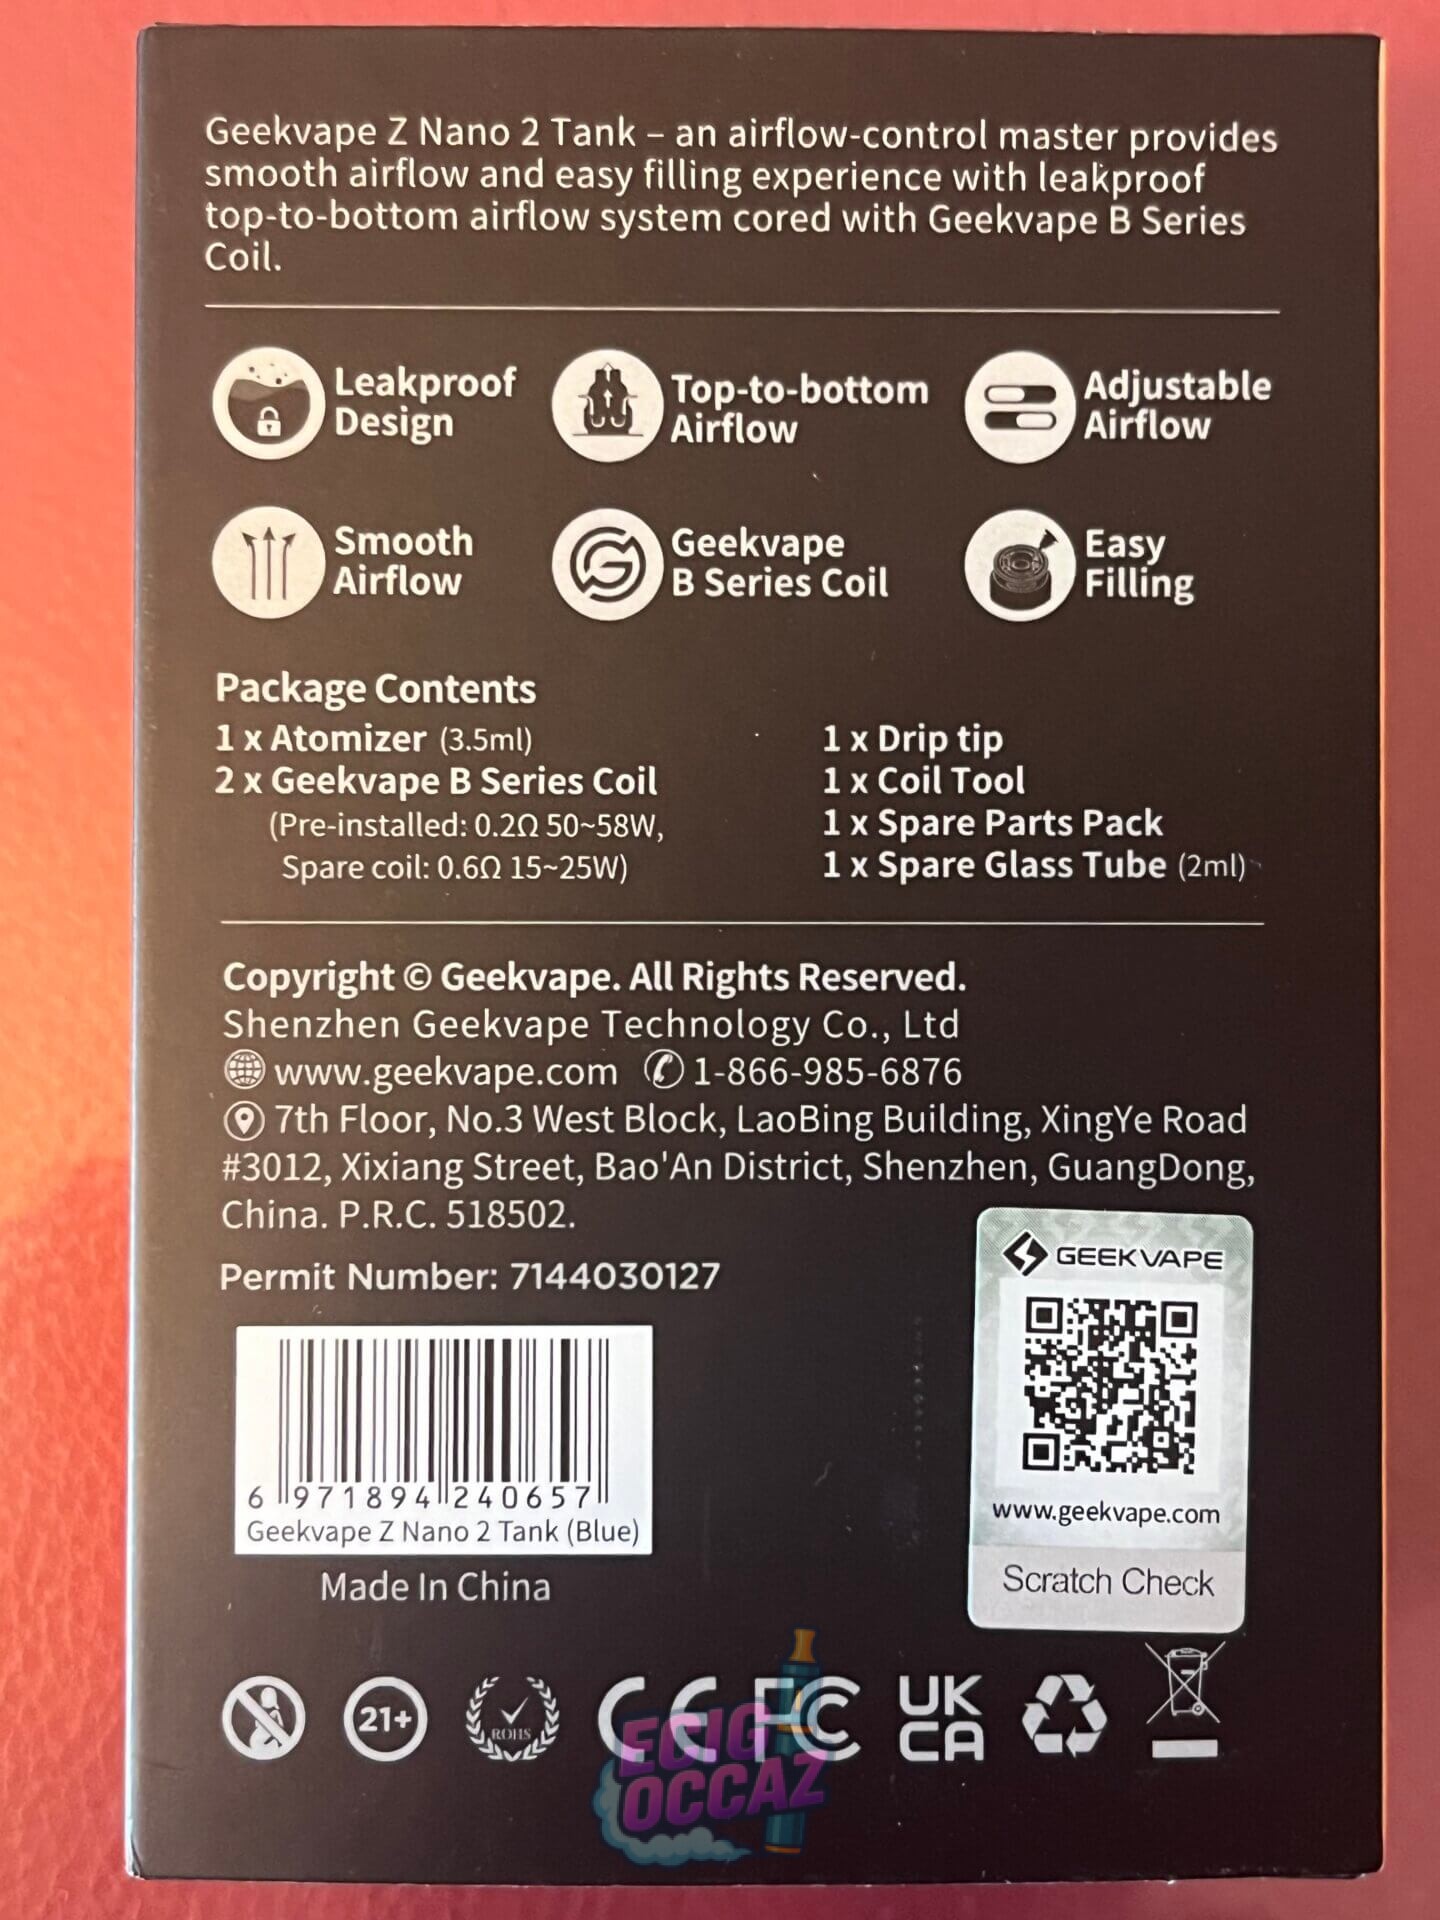 Geekvape Z Nano 2 Tank – an airflow-control master provides
smooth airflow and easy filling experience with leakproof
top-to-bottom airflow system cored with Geekvape B Series
Coil.
Leakproof
Design
Top-to-bottom
Airflow
Adjustable
Airflow
Smooth
Airflow
Geekvape
B Series Coil
Easy
Filling
Package Contents
1 x Atomizer (3.5ml)
2 x Geekvape B Series Coil
(Pre-installed: 0.2Ω 50~58W,
Spare coil: 0.6Ω 15~25W)
1 x Drip tip
1 x Coil Tool
1 x Spare Parts Pack
1 x Spare Glass Tube (2ml)
Copyright © Geekvape. All Rights Reserved.
Shenzhen Geekvape Technology Co., Ltd
www.geekvape.com 1-866-985-6876
7th Floor, No.3 West Block, LaoBing Building, XingYe Road
#3012, Xixiang Street, Bao'An District, Shenzhen, GuangDong,
China. P.R.C. 518502.
Permit Number: 7144030127
GEEKVAPE
www.geekvape.com
Scratch Check
6 971894 240657
Geekvape Z Nano 2 Tank (Blue)
Made In China
21+
ROHS
CE
FC
UK
CA
ECIG
OCCAZ